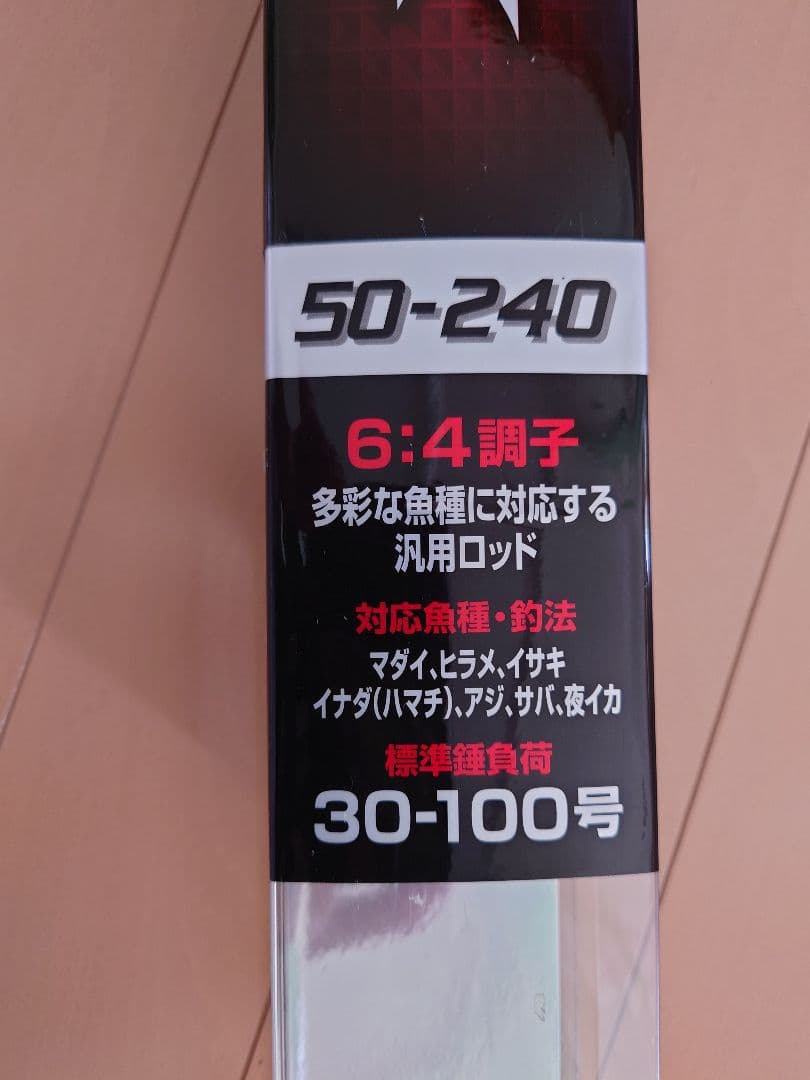 50-240
6:4調子
多彩な魚種に対応する
汎用ロッド
対応魚種・釣法
マダイ、ヒラメ、イサキ
イナダ(ハマチ)、アジ、サバ、夜イカ
標準錘負荷
30-100号